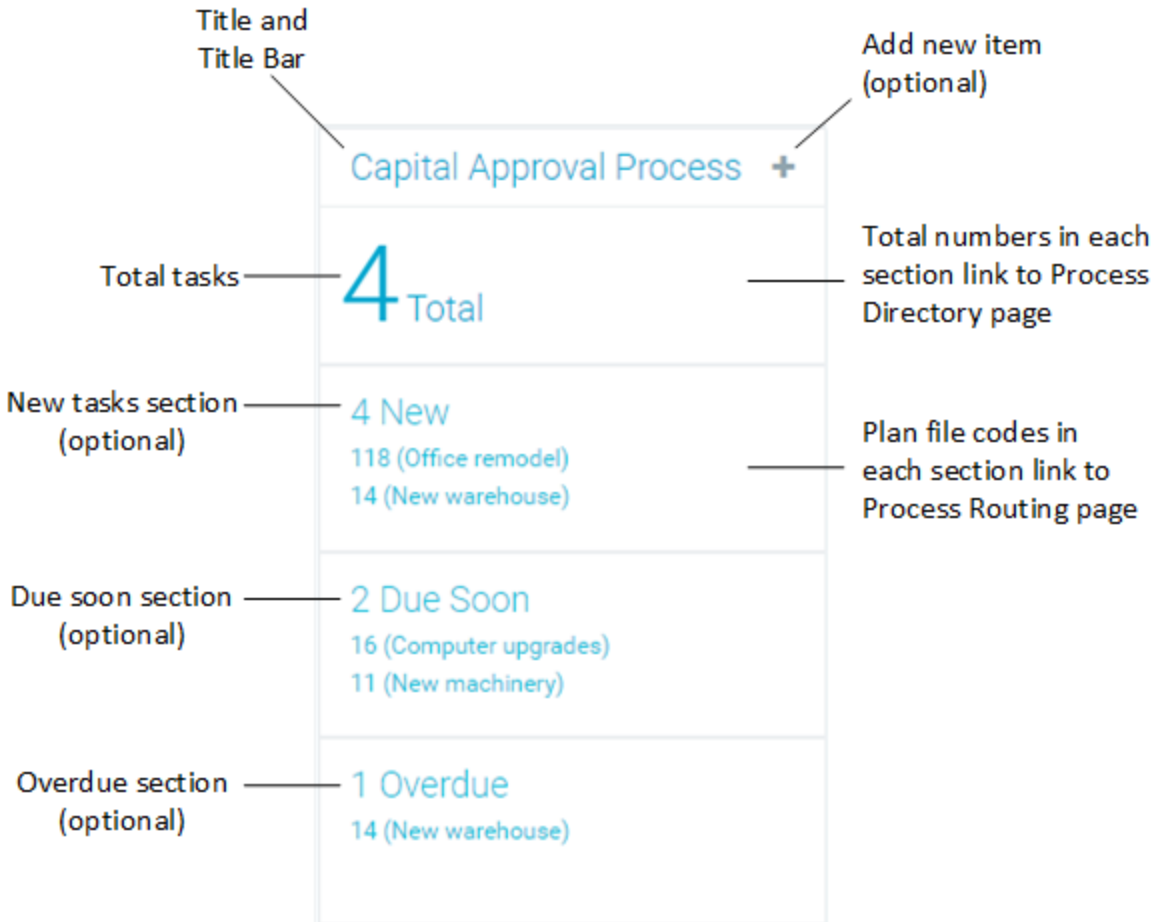 Title and
Title Bar
Add new item
(optional)
Capital Approval Process
Total tasks
4 Total
Total numbers in each
section link to Process
Directory page
New tasks section
(optional)
4 New
118 (Office remodel)
14 (New warehouse)
Plan file codes in
each section link to
Process Routing page
Due soon section
(optional)
2 Due Soon
16 (Computer upgrades)
11 (New machinery)
Overdue section
(optional)
1 Overdue
14 (New warehouse)